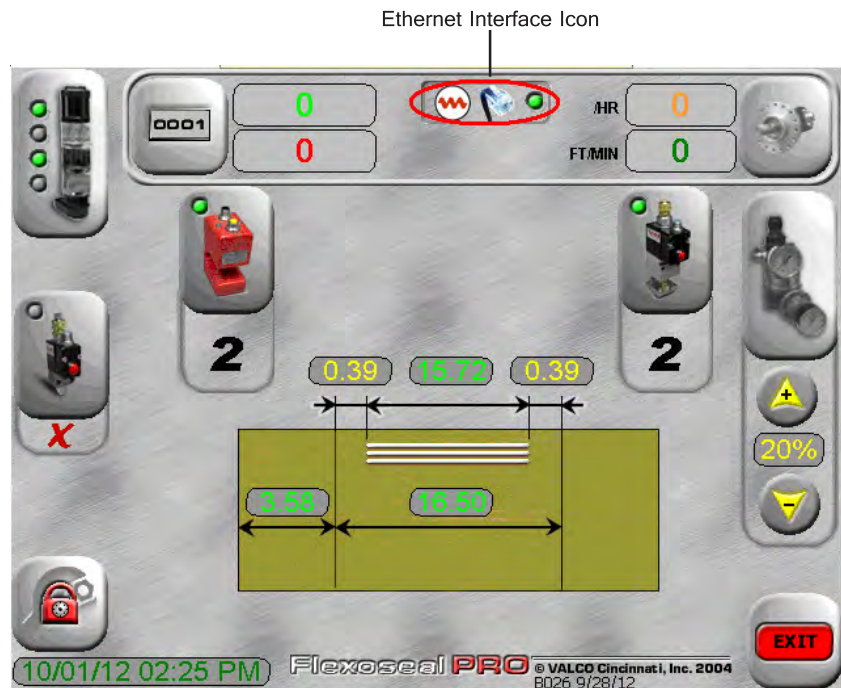 Ethernet Interface Icon
0001
0
0
/HR
0
FT/MIN
0
2
2
0.39
15.72
0.39
X
20%
3.58
16.50
EXIT
10/01/12 02:25 PM
Flexoseal PRO
© VALCO Cincinnati, Inc. 2004
B026 9/28/12